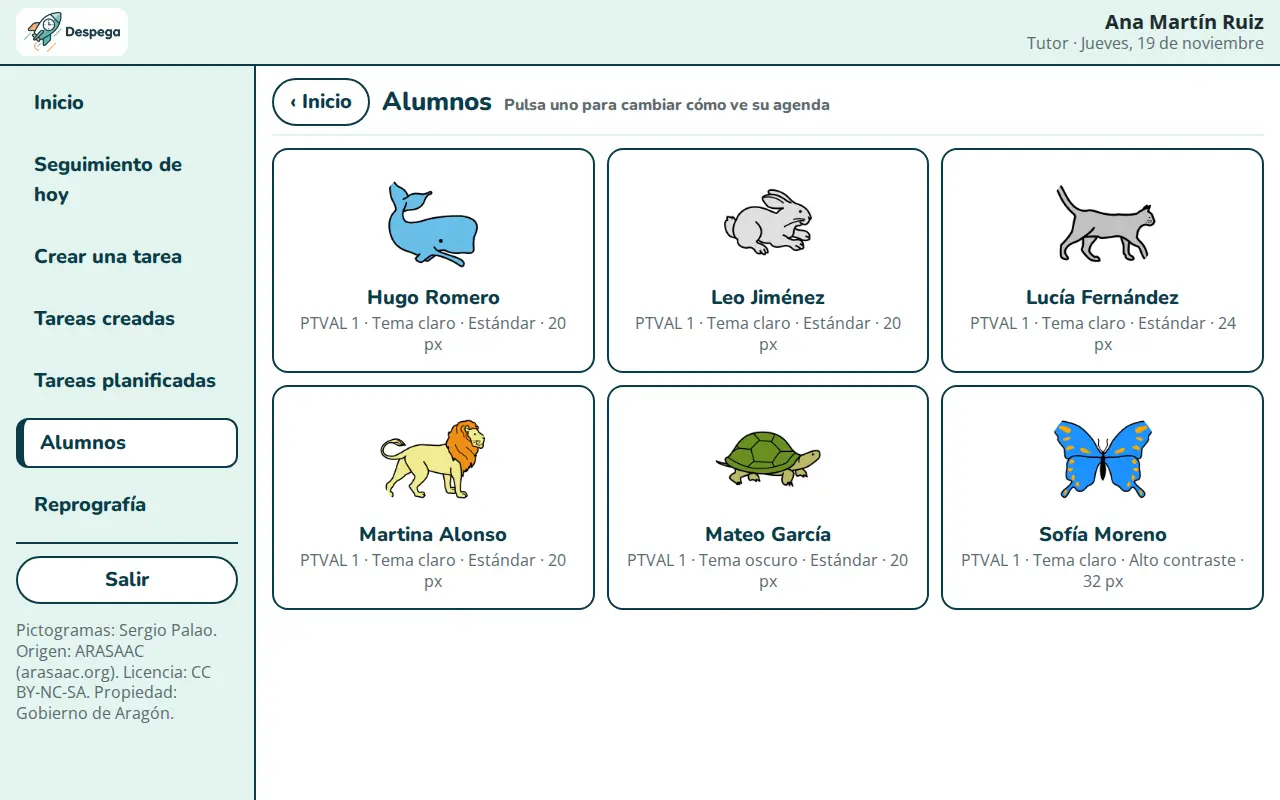 Despega
Ana Martín Ruiz
Tutor · Jueves, 19 de noviembre
Inicio
Seguimiento de
hoy
Crear una tarea
Tareas creadas
Tareas planificadas
Alumnos
Reprografía
Salir
Pictogramas: Sergio Palao.
Origen: ARASAAC
(arasaac.org). Licencia: CC
BY-NC-SA. Propiedad:
Gobierno de Aragón.
‹ Inicio
Alumnos Pulsa uno para cambiar cómo ve su agenda
Hugo Romero
PTVAL 1 · Tema claro · Estándar · 20
px
Leo Jiménez
PTVAL 1 · Tema claro · Estándar · 20
px
Lucía Fernández
PTVAL 1 · Tema claro · Estándar · 24
px
Martina Alonso
PTVAL 1 · Tema claro · Estándar · 20
px
Mateo García
PTVAL 1 · Tema oscuro · Estándar · 20
px
Sofía Moreno
PTVAL 1 · Tema claro · Alto contraste ·
32 px